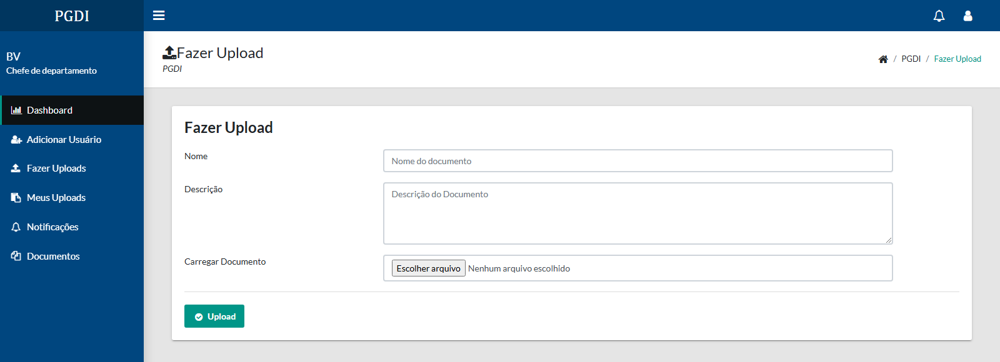 PGDI
BV
Chefe de departamento
Dashboard
Adicionar Usuário
Fazer Uploads
Meus Uploads
Notificações
Documentos
Fazer Upload
PGDI
/ PGDI / Fazer Upload
Fazer Upload
Nome
Nome do documento
Descrição
Descrição do Documento
Carregar Documento
Escolher arquivo Nenhum arquivo escolhido
Upload